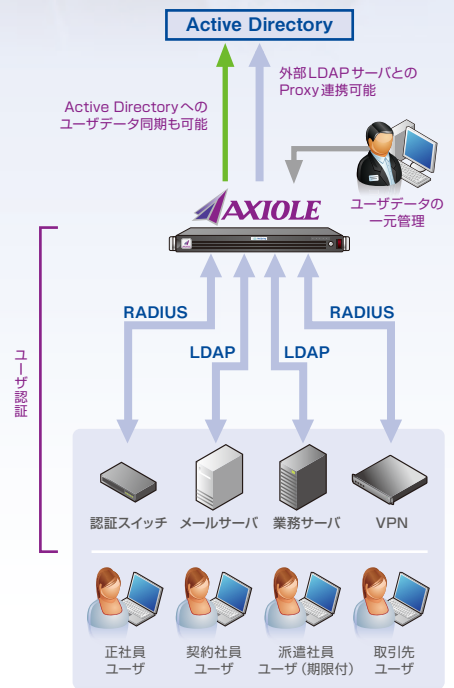 Active Directory
外部LDAPサーバとの
Proxy連携可能
Active Directoryへの
ユーザデータ同期も可能
ユーザデータの
一元管理
AXIOLE
RADIUS
RADIUS
LDAP
LDAP
ユーザ認証
認証スイッチ
メールサーバ
業務サーバ
VPN
正社員
ユーザ
契約社員
ユーザ
派遣社員
ユーザ（期限付）
取引先
ユーザ